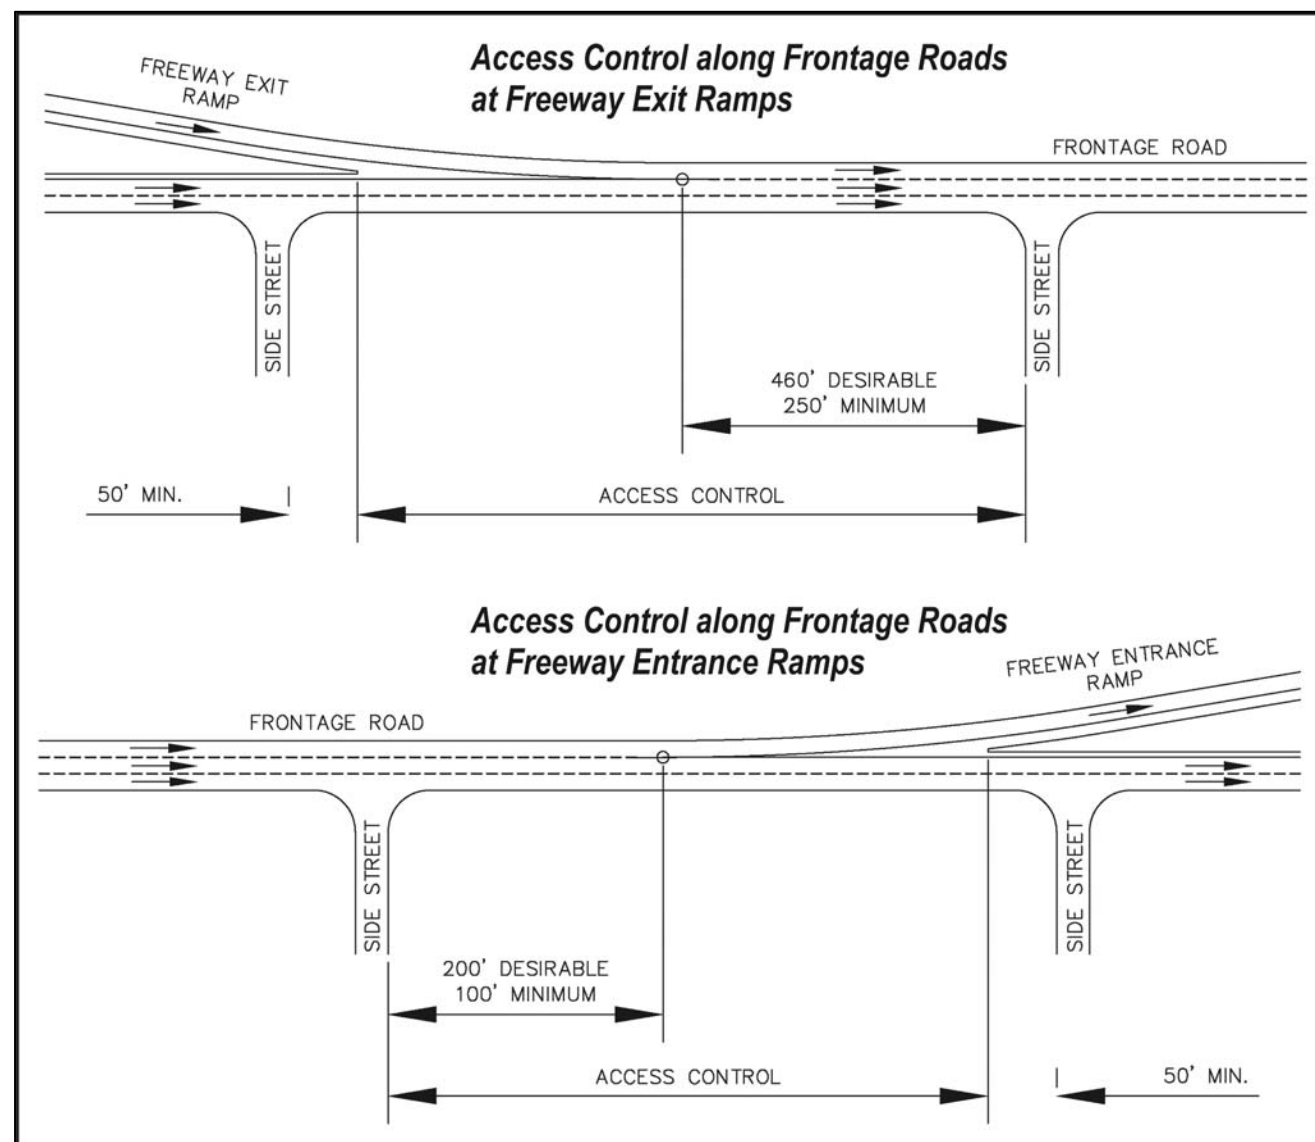 Access Control along Frontage Roads
at Freeway Exit Ramps
FREEWAY EXIT
RAMP
FRONTAGE ROAD
SIDE STREET
SIDE STREET
460' DESIRABLE
250' MINIMUM
50' MIN.
ACCESS CONTROL
Access Control along Frontage Roads
at Freeway Entrance Ramps
FREEWAY ENTRANCE
RAMP
FRONTAGE ROAD
SIDE STREET
SIDE STREET
200' DESIRABLE
100' MINIMUM
ACCESS CONTROL
50' MIN.